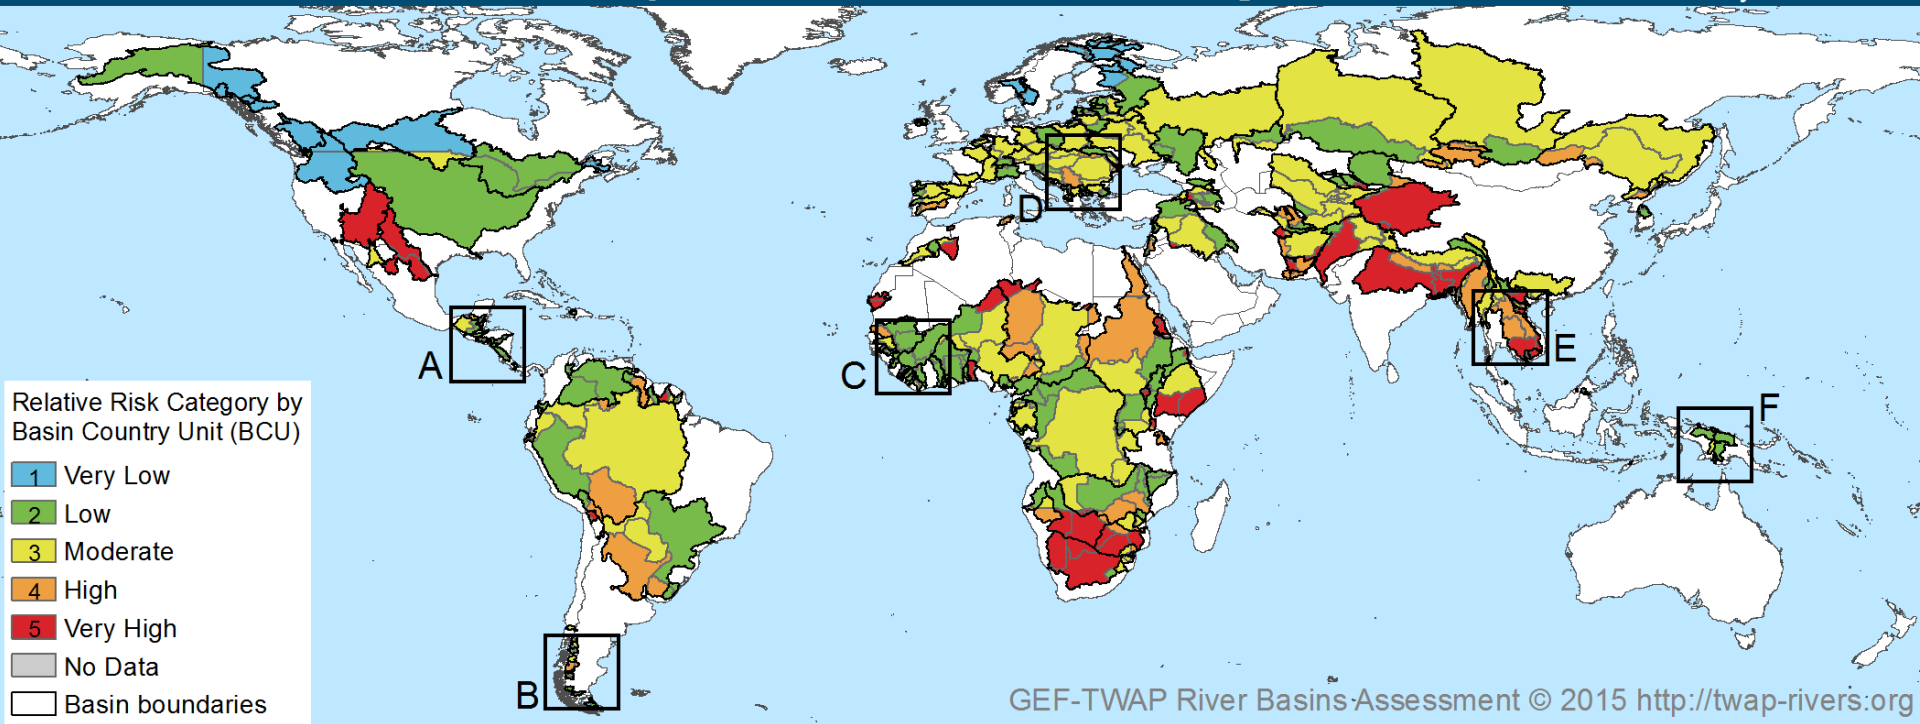 A
B
C
D
E
F
Relative Risk Category by
Basin Country Unit (BCU)
1 Very Low
2 Low
3 Moderate
4 High
5 Very High
No Data
Basin boundaries
GEF-TWAP River Basins Assessment © 2015 http://twap-rivers.org